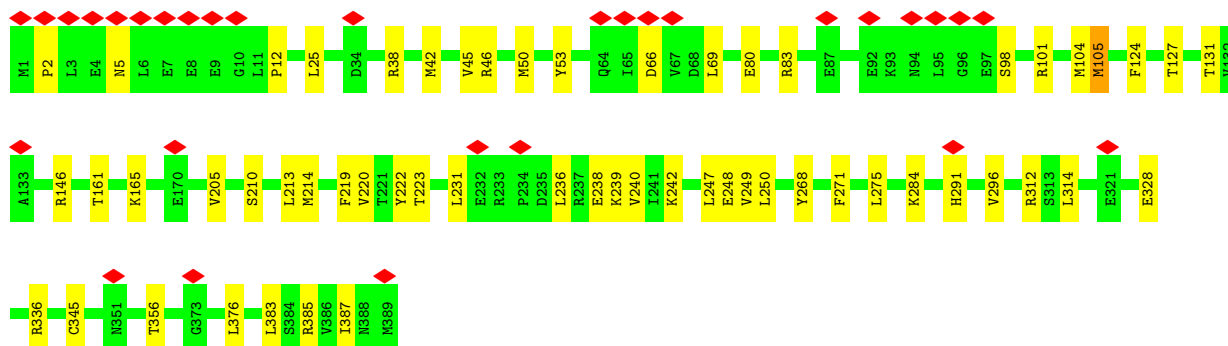 M1 P2 L3 E4 N5 L6 E7 E8 E9 G10 L11 P12 L25 D34 R38 M42 V45 R46 M50 Y53 Q64 I65 D66 V67 D68 L69 E80 R83 E87 E92 K93 N94 L95 G96 E97 S98 R101 M104 M105 F124 T127 T131
A133 R146 T161 K165 E170 V205 S210 L213 M214 F219 V220 T221 Y222 T223 L231 E232 R233 P234 D235 L236 R237 E238 K239 V240 I241 K242 L247 E248 V249 L250 Y268 F271 L275 K284 H291 V296 R312 S313 L314 E321 E328
R336 C345 N351 T356 G373 L376 L383 S384 R385 V386 I387 N388 M389